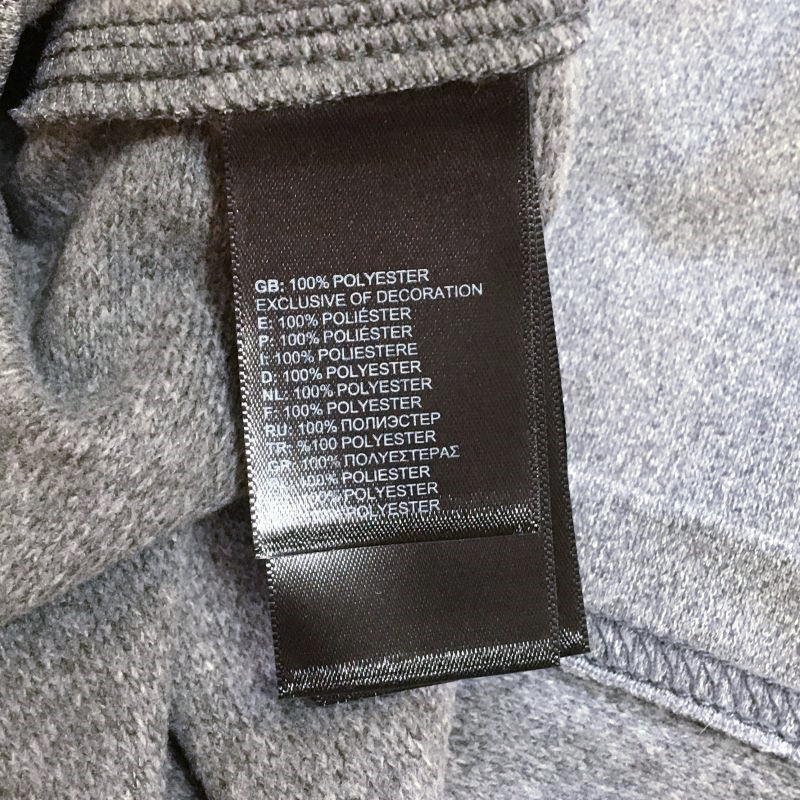 GB: 100% POLYESTER
EXCLUSIVE OF DECORATION
E: 100% POLIÉSTER
P: 100% POLIÉSTER
I: 100% POLIESTERE
D: 100% POLYESTER
NL: 100% POLYESTER
F: 100% POLYESTER
RU: 100% ПОЛИЭСТЕР
TR: %100 POLYESTER
GR: 100% ΠΟΛΥΕΣΤΕΡΑΣ
100% POLIESTER
100% POLYESTER
POLYESTER